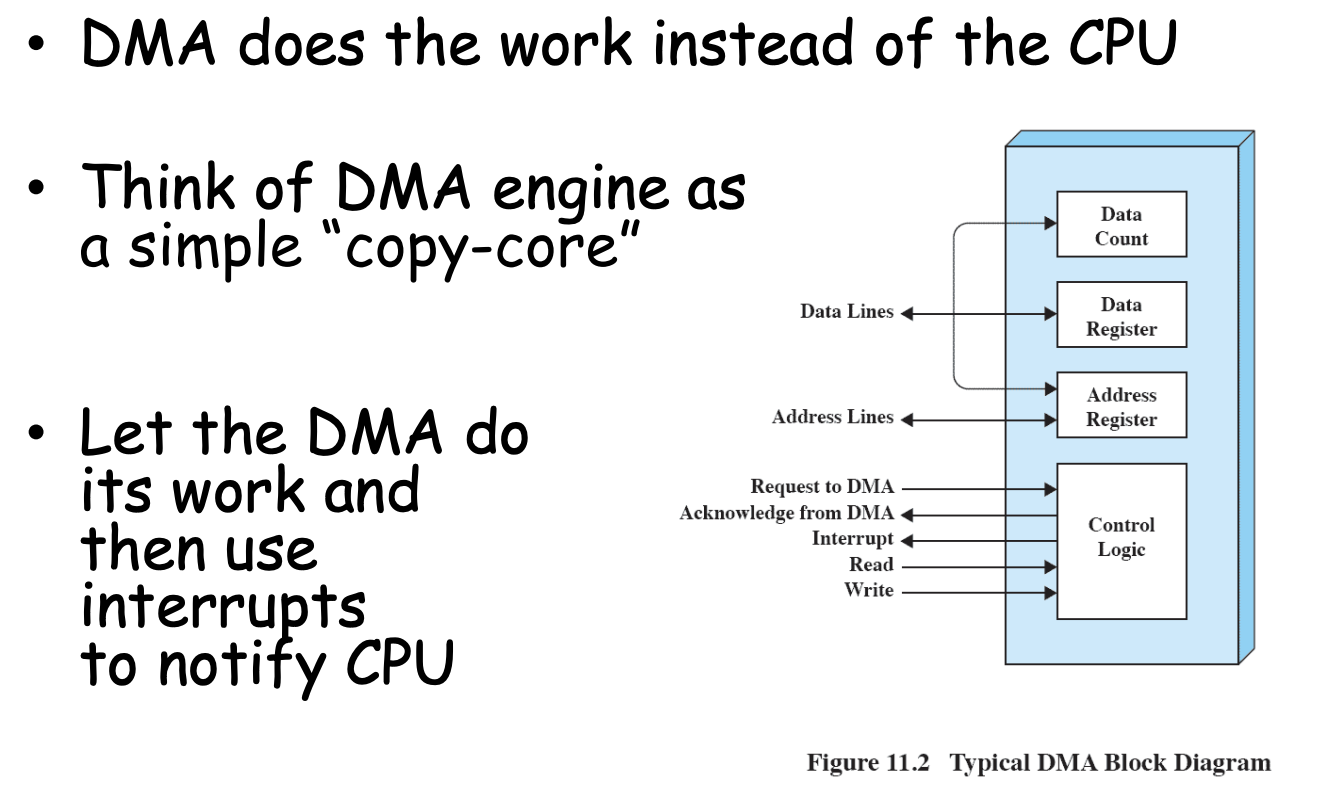 • DMA does the work instead of the CPU
• Think of DMA engine as
a simple “copy-core”
• Let the DMA do
its work and
then use
interrupts
to notify CPU
Data
Count
Data Lines
Data
Register
Address
Register
Address Lines
Request to DMA
Acknowledge from DMA
Interrupt
Read
Write
Control
Logic
Figure 11.2 Typical DMA Block Diagram